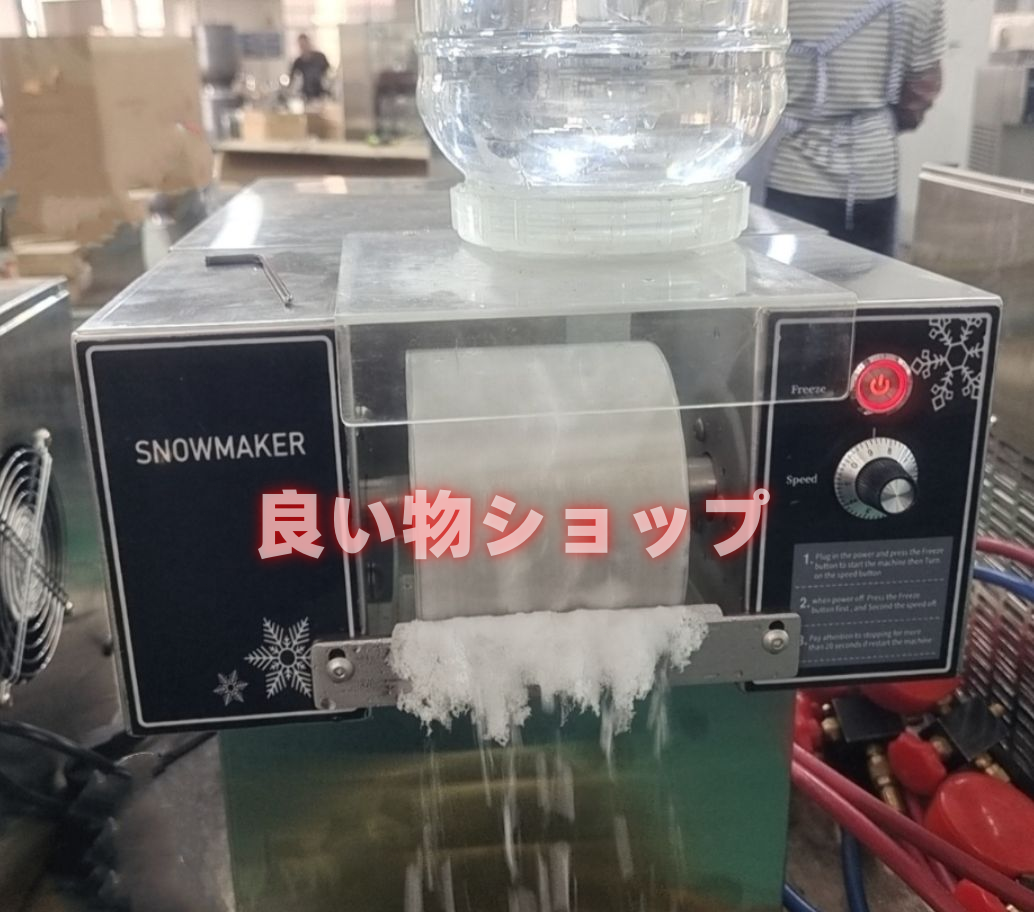 SNOWMAKER
Freeze
Speed
良い物ショップ
1. Plug in the power and press the Freeze
button to start the machine then Turn
on the speed button
2. when power off. Press the Freeze
button first, and Second the speed off.
3. Pay attention to stopping for more
than 20 seconds if restart the machine